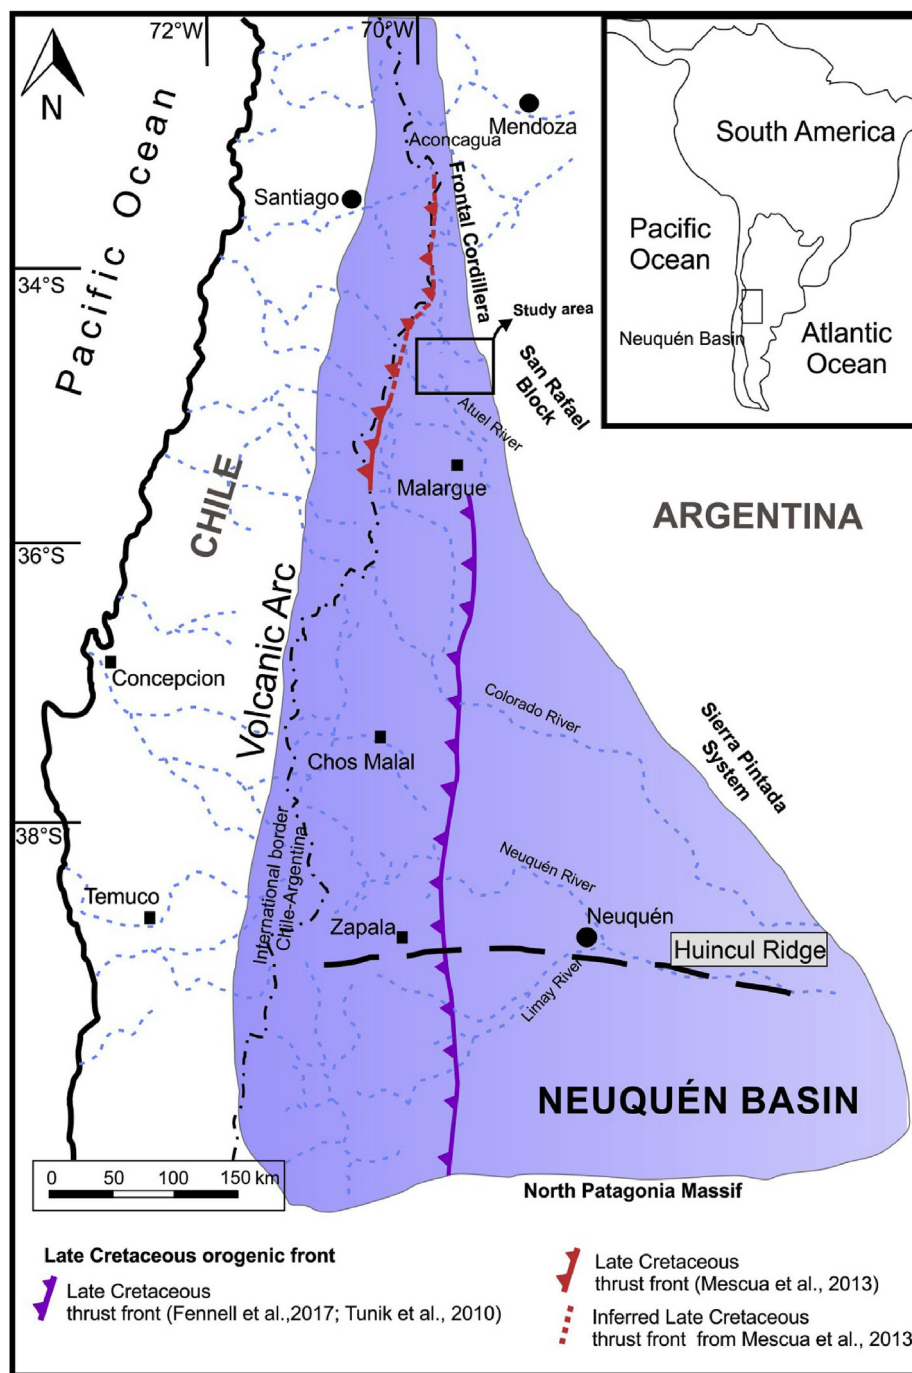 72°W
70°W
N
Pacific Ocean
Mendoza
Aconcagua
Santiago
Frontal Cordillera
34°S
Study area
San Rafael
Block
Atuel River
Malargue
CHILE
ARGENTINA
36°S
Volcanic Arc
Concepcion
Colorado River
Chos Malal
Sierra Pintada
System
38°S
International border
Chile-Argentina
Neuquén River
Temuco
Zapala
Neuquén
Huincul Ridge
Limay River
NEUQUÉN BASIN
0 50 100 150 km
North Patagonia Massif
South America
Pacific
Ocean
Neuquén Basin
Atlantic
Ocean
Late Cretaceous orogenic front
Late Cretaceous
thrust front (Fennell et al.,2017; Tunik et al., 2010)
Late Cretaceous
thrust front (Mescua et al., 2013)
Inferred Late Cretaceous
thrust front from Mescua et al., 2013